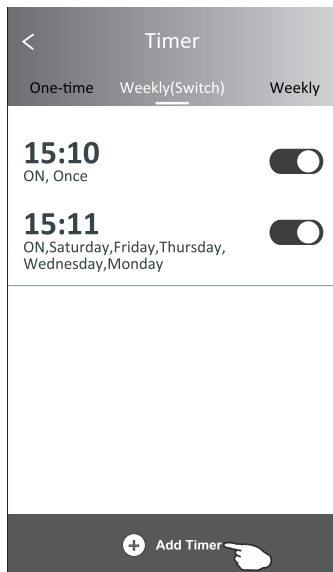 Timer
One-time Weekly(Switch) Weekly
15:10
ON, Once
15:11
ON,Saturday,Friday,Thursday,
Wednesday,Monday
Add Timer